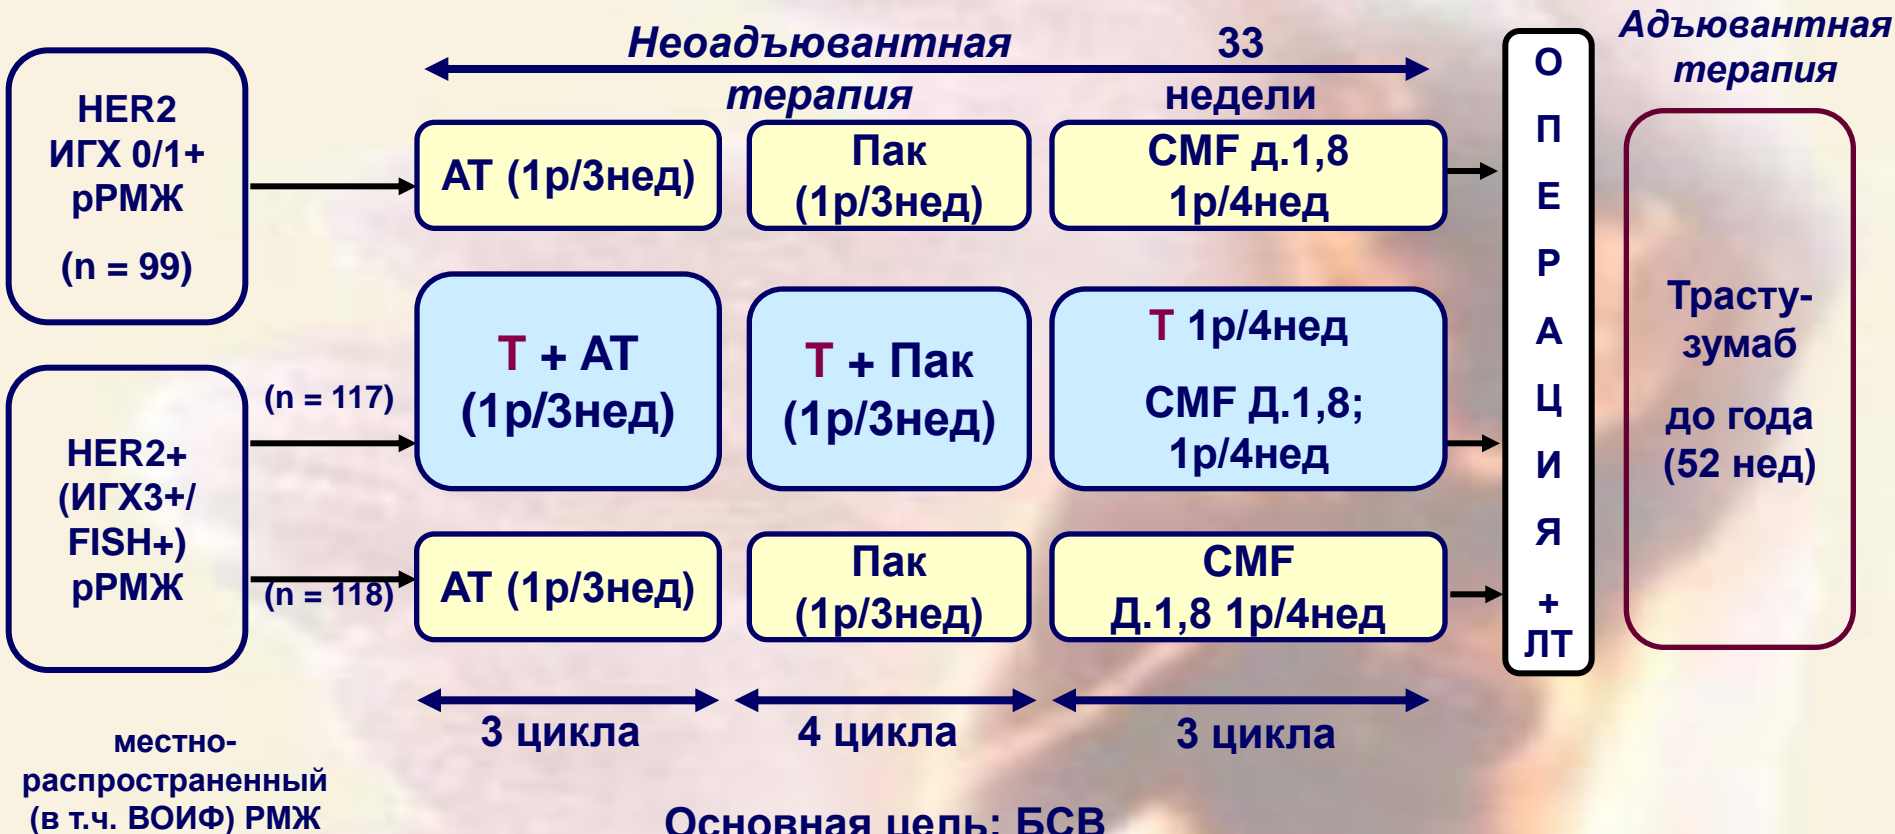 Неоадъювантная 33
терапия недели
Адъювантная
терапия
HER2
ИГХ 0/1+
рРМЖ
(n = 99)
АТ (1р/3нед)
Пак
(1р/3нед)
CMF д.1,8
1р/4нед
HER2+
(ИГХ3+/
FISH+)
рРМЖ
(n = 117)
Т + АТ
(1р/3нед)
Т + Пак
(1р/3нед)
Т 1р/4нед
CMF Д.1,8;
1р/4нед
(n = 118)
АТ (1р/3нед)
Пак
(1р/3нед)
CMF
Д.1,8 1р/4нед
О
П
Е
Р
А
Ц
И
Я
+
ЛТ
Трасту-
зумаб
до года
(52 нед)
3 цикла
4 цикла
3 цикла
местно-
распространенный
(в т.ч. ВОИФ) РМЖ
Основная цель: БСВ